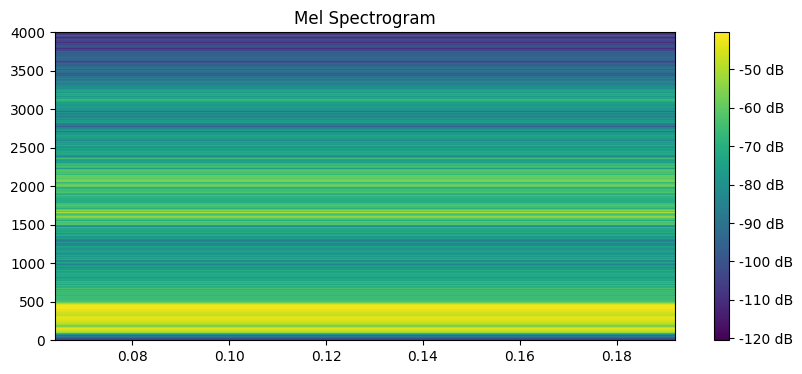 Mel Spectrogram
4000
3500
3000
2500
2000
1500
1000
500
0
0.08 0.10 0.12 0.14 0.16 0.18
-50 dB
-60 dB
-70 dB
-80 dB
-90 dB
-100 dB
-110 dB
-120 dB